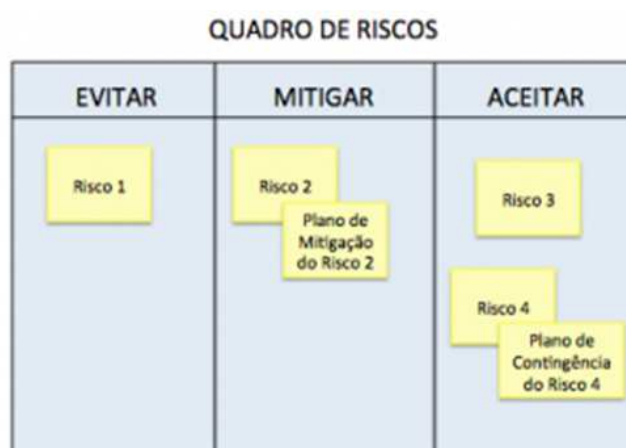 QUADRO DE RISCOS
EVITAR
MITIGAR
ACEITAR
Risco 1
Risco 2
Plano de
Mitigação
do Risco 2
Risco 3
Risco 4
Plano de
Contingência
do Risco 4